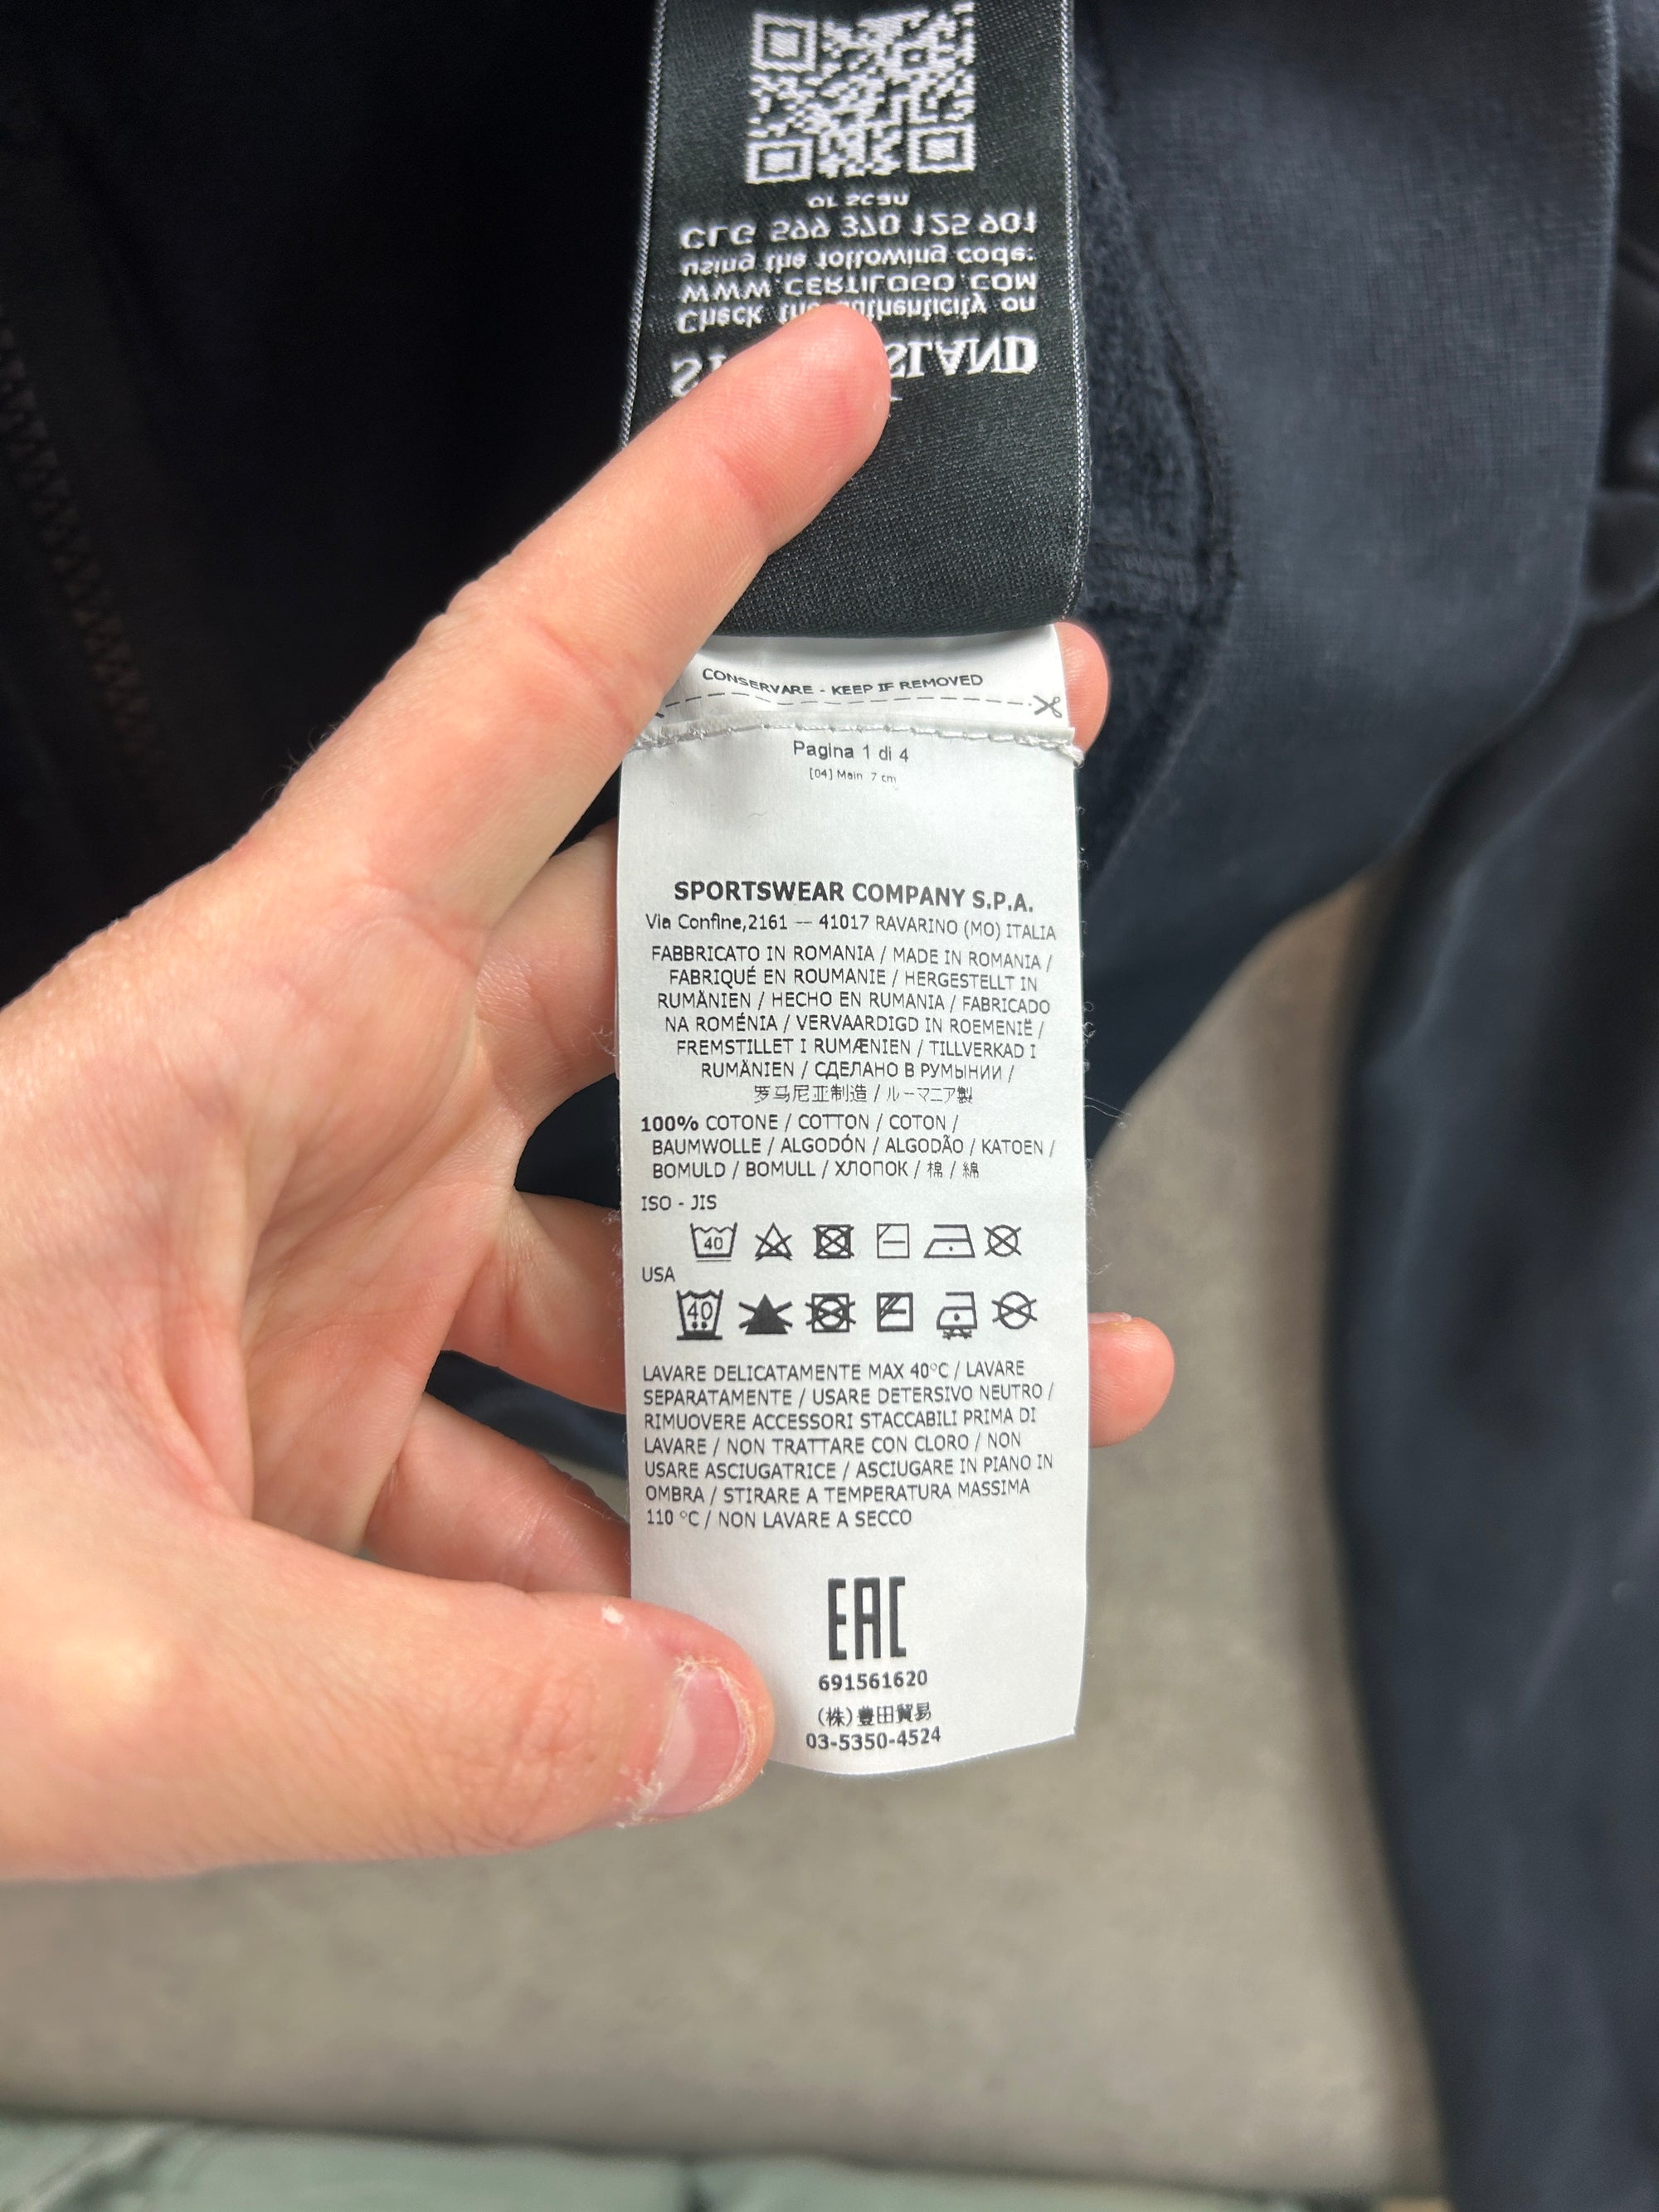 ISLAND
Check the authenticity on
WWW.CERTILOGO.COM
using the following code:
CLG 599 370 125 901
or scan
CONSERVARE - KEEP IF REMOVED
Pagina 1 di 4
[04] Main 7 cm
SPORTSWEAR COMPANY S.P.A.
Via Confine,2161 — 41017 RAVARINO (MO) ITALIA
FABBRICATO IN ROMANIA / MADE IN ROMANIA /
FABRIQUÉ EN ROUMANIE / HERGESTELLT IN
RUMÄNIEN / HECHO EN RUMANIA / FABRICADO
NA ROMÉNIA / VERVAARDIGD IN ROEMENIË /
FREMSTILLET I RUMÆNIEN / TILLVERKAD I
RUMÄNIEN / СДЕЛАНО В РУМЫНИИ /
罗马尼亚制造 / ルーマニア製
100% COTONE / COTTON / COTON /
BAUMWOLLE / ALGODÓN / ALGODÃO / KATOEN /
BOMULD / BOMULL / ХЛОПОК / 棉 / 綿
ISO - JIS
40
USA
40
LAVARE DELICATAMENTE MAX 40°C / LAVARE
SEPARATAMENTE / USARE DETERSIVO NEUTRO /
RIMUOVERE ACCESSORI STACCABILI PRIMA DI
LAVARE / NON TRATTARE CON CLORO / NON
USARE ASCIUGATRICE / ASCIUGARE IN PIANO IN
OMBRA / STIRARE A TEMPERATURA MASSIMA
110 °C / NON LAVARE A SECCO
EAC
691561620
(株)豊田貿易
03-5350-4524